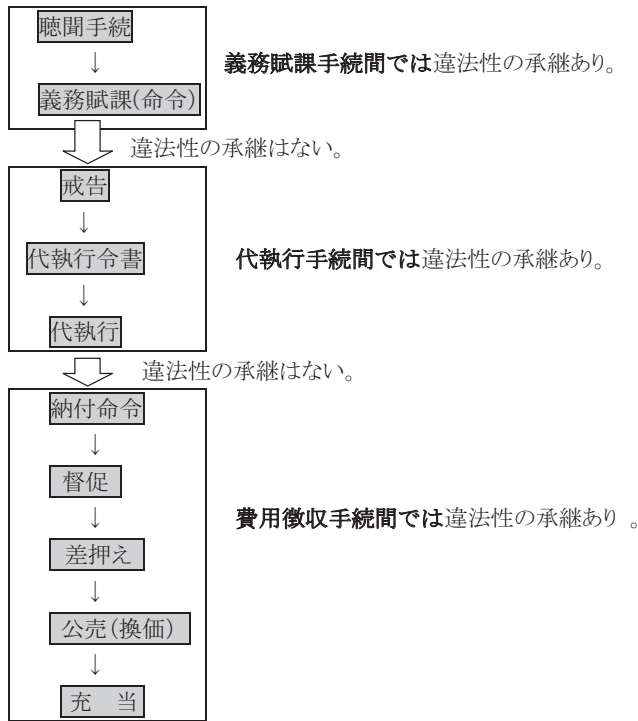 聴聞手続
↓
義務賦課手続間では違法性の承継あり。
義務賦課(命令)
違法性の承継はない。
戒告
↓
代執行令書
代執行手続間では違法性の承継あり。
↓
代執行
違法性の承継はない。
納付命令
↓
督促
↓
費用徴収手続間では違法性の承継あり 。
差押え
↓
公売(換価)
↓
充　当